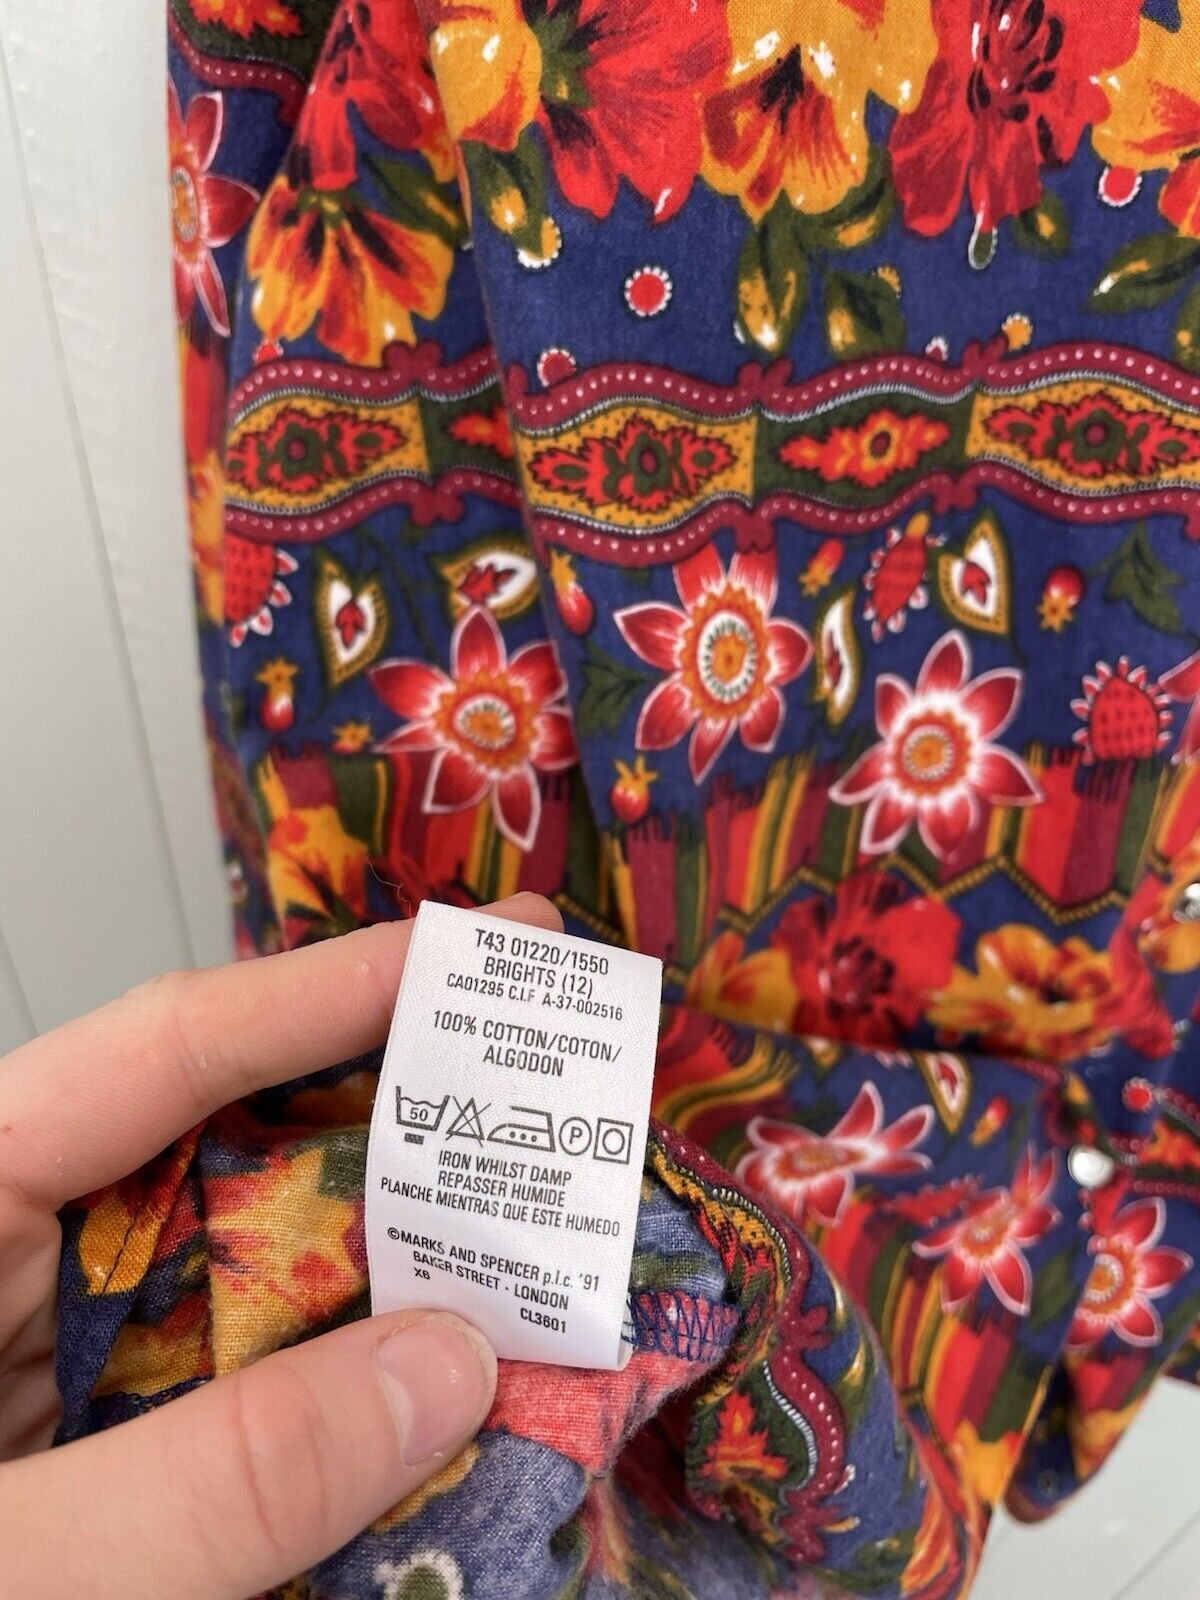 T43 01220/1550
BRIGHTS (12)
CA01295 C.I.F A-37-002516
100% COTTON/COTON/
ALGODON
50 P
IRON WHILST DAMP
REPASSER HUMIDE
PLANCHE MIENTRAS QUE ESTE HUMEDO
©MARKS AND SPENCER p.l.c. '91
BAKER STREET - LONDON
X6 CL3601